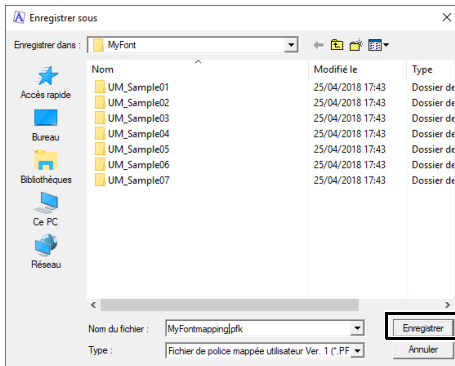 Enregistrer sous
Enregistrer dans :
MyFont
Nom
Modifié le
Type
UM_Sample01 25/04/2018 17:43 Dossier de
UM_Sample02 25/04/2018 17:43 Dossier de
UM_Sample03 25/04/2018 17:43 Dossier de
UM_Sample04 25/04/2018 17:43 Dossier de
UM_Sample05 25/04/2018 17:43 Dossier de
UM_Sample06 25/04/2018 17:43 Dossier de
UM_Sample07 25/04/2018 17:43 Dossier de
Accès rapide
Bureau
Bibliothèques
Ce PC
Réseau
Nom du fichier : MyFontmapping.pfk Enregistrer
Type : Fichier de police mappée utilisateur Ver. 1 (*.PF Annuler